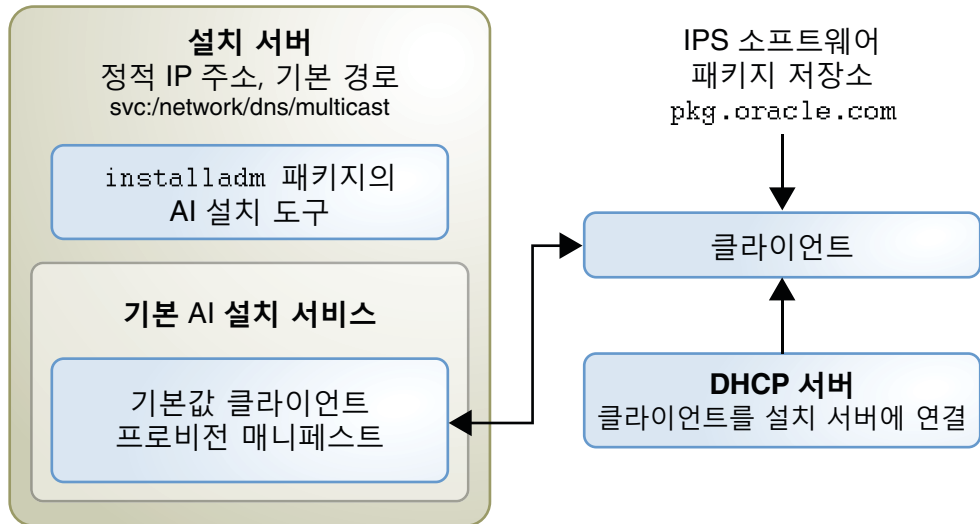 설치 서버
정적 IP 주소, 기본 경로
svc:/network/dns/multicast
installadm 패키지의
AI 설치 도구
기본 AI 설치 서비스
기본값 클라이언트
프로비전 매니페스트
IPS 소프트웨어
패키지 저장소
pkg.oracle.com
클라이언트
DHCP 서버
클라이언트를 설치 서버에 연결